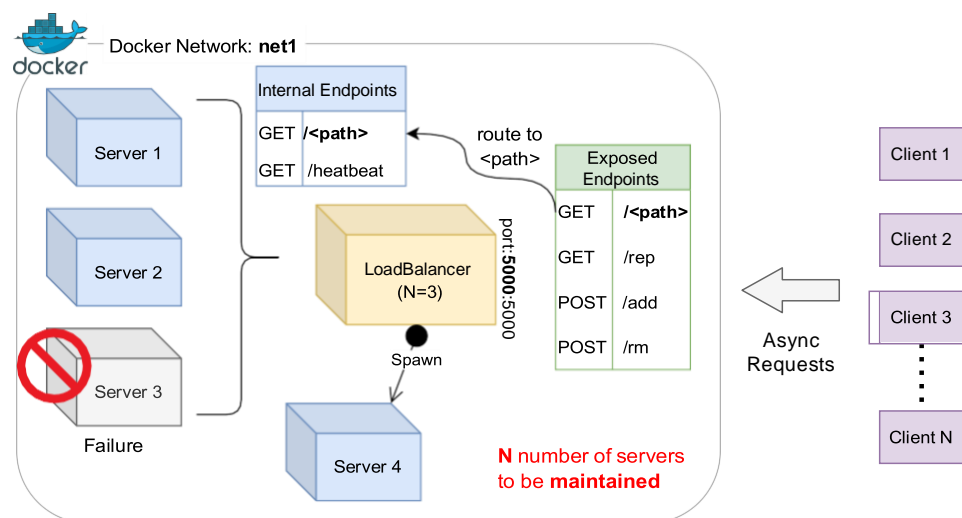 docker
Docker Network: net1
Server 1
Server 2
Server 3
Failure
Internal Endpoints
GET /<path>
GET /heatbeat
route to
<path>
LoadBalancer
(N=3)
port:5000:5000
Spawn
Server 4
Exposed
Endpoints
GET /<path>
GET /rep
POST /add
POST /rm
N number of servers
to be maintained
Async
Requests
Client 1
Client 2
Client 3
Client N